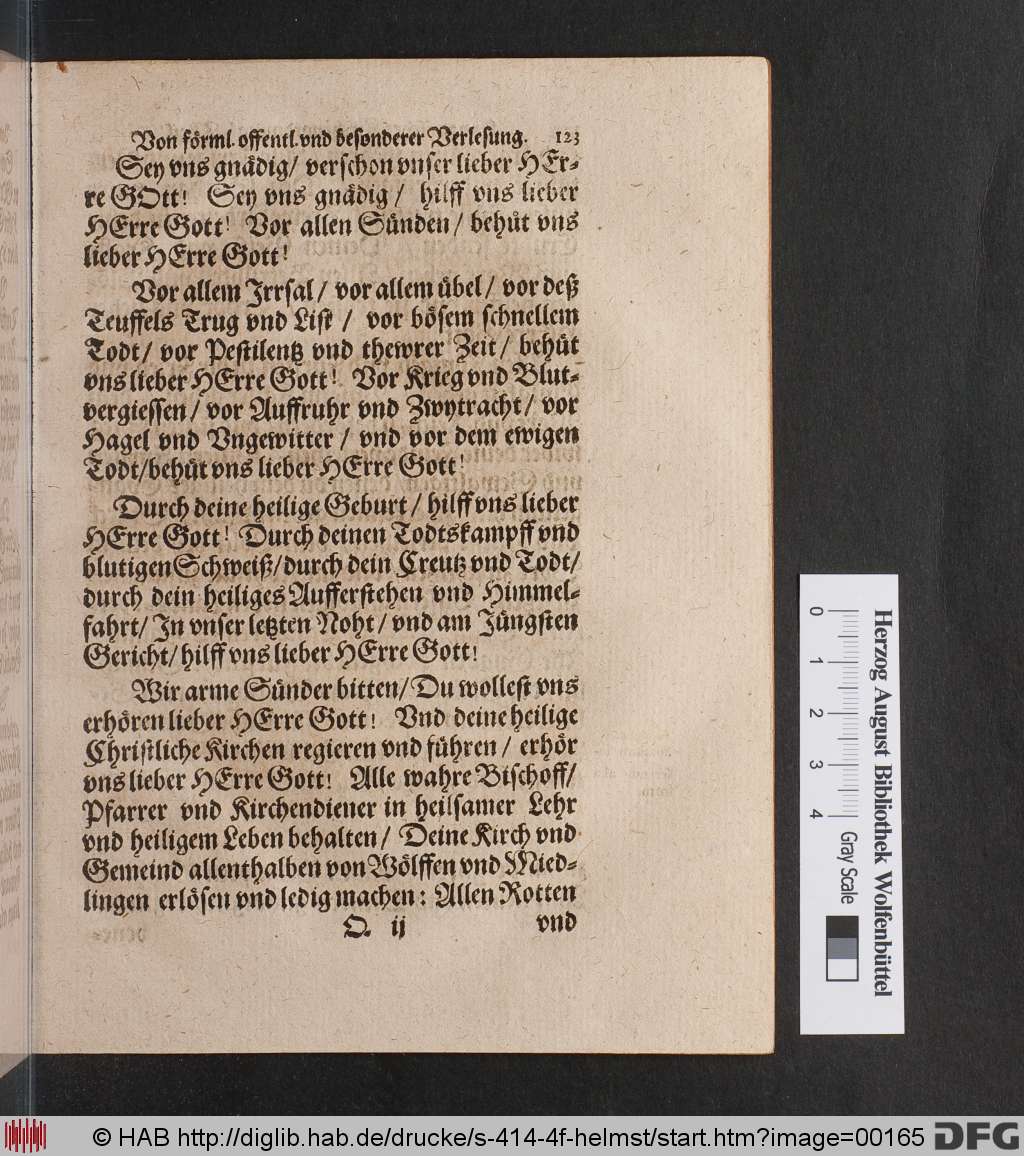 Von förml. offentl. vnd besonderer Verlesung. 123
Sey vns gnädig/ verschon vnser lieber HEr-
re GOtt! Sey vns gnädig/ hilff vns lieber
HErre Gott! Vor allen Sünden/ behüt vns
lieber HErre Gott!
Vor allem Irrsal/ vor allem übel/ vor deß
Teuffels Trug vnd List/ vor bösem schnellem
Todt/ vor Pestilentz vnd thewrer Zeit/ behüt
vns lieber HErre Gott! Vor Krieg vnd Blut-
vergiessen/ vor Auffruhr vnd Zwytracht/ vor
Hagel vnd Vngewitter/ vnd vor dem ewigen
Todt/behüt vns lieber HErre Gott!
Durch deine heilige Geburt/ hilff vns lieber
HErre Gott! Durch deinen Todtskampff vnd
blutigen Schweiß/durch dein Creutz vnd Todt/
durch dein heiliges Aufferstehen vnd Himmel-
fahrt/ In vnser letzten Noht/ vnd am Jüngsten
Gericht/ hilff vns lieber HErre Gott!
Wir arme Sünder bitten/ Du wollest vns
erhören lieber HErre Gott! Vnd deine heilige
Christliche Kirchen regieren vnd führen/ erhör
vns lieber HErre Gott! Alle wahre Bischoff/
Pfarrer vnd Kirchendiener in heilsamer Lehr
vnd heiligem Leben behalten/ Deine Kirch vnd
Gemeind allenthalben von Wölffen vnd Mied-
lingen erlösen vnd ledig machen: Allen Rotten
Q ij vnd
0 1 2 3 4 Gray Scale
Herzog August Bibliothek Wolfenbüttel
© HAB http://diglib.hab.de/drucke/s-414-4f-helmst/start.htm?image=00165 DFG